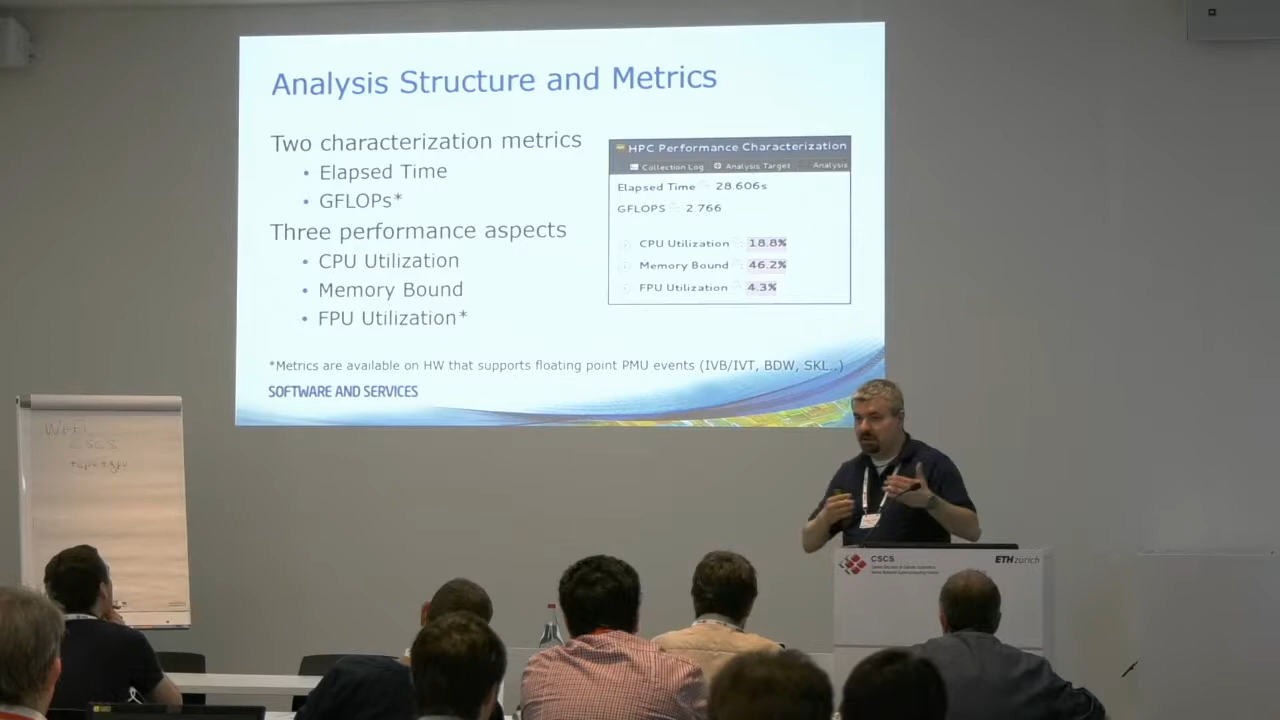 Analysis Structure and Metrics
Two characterization metrics
• Elapsed Time
• GFLOPs*
Three performance aspects
• CPU Utilization
• Memory Bound
• FPU Utilization*
HPC Performance Characterization
Collection Log Analysis Target Analysis
Elapsed Time 28.606s
GFLOPS 2.766
CPU Utilization 18.8%
Memory Bound 46.2%
FPU Utilization 4.3%
*Metrics are available on HW that supports floating point PMU events (IVB/IVT, BDW, SKL..)
SOFTWARE AND SERVICES
CSCS
ETH zürich